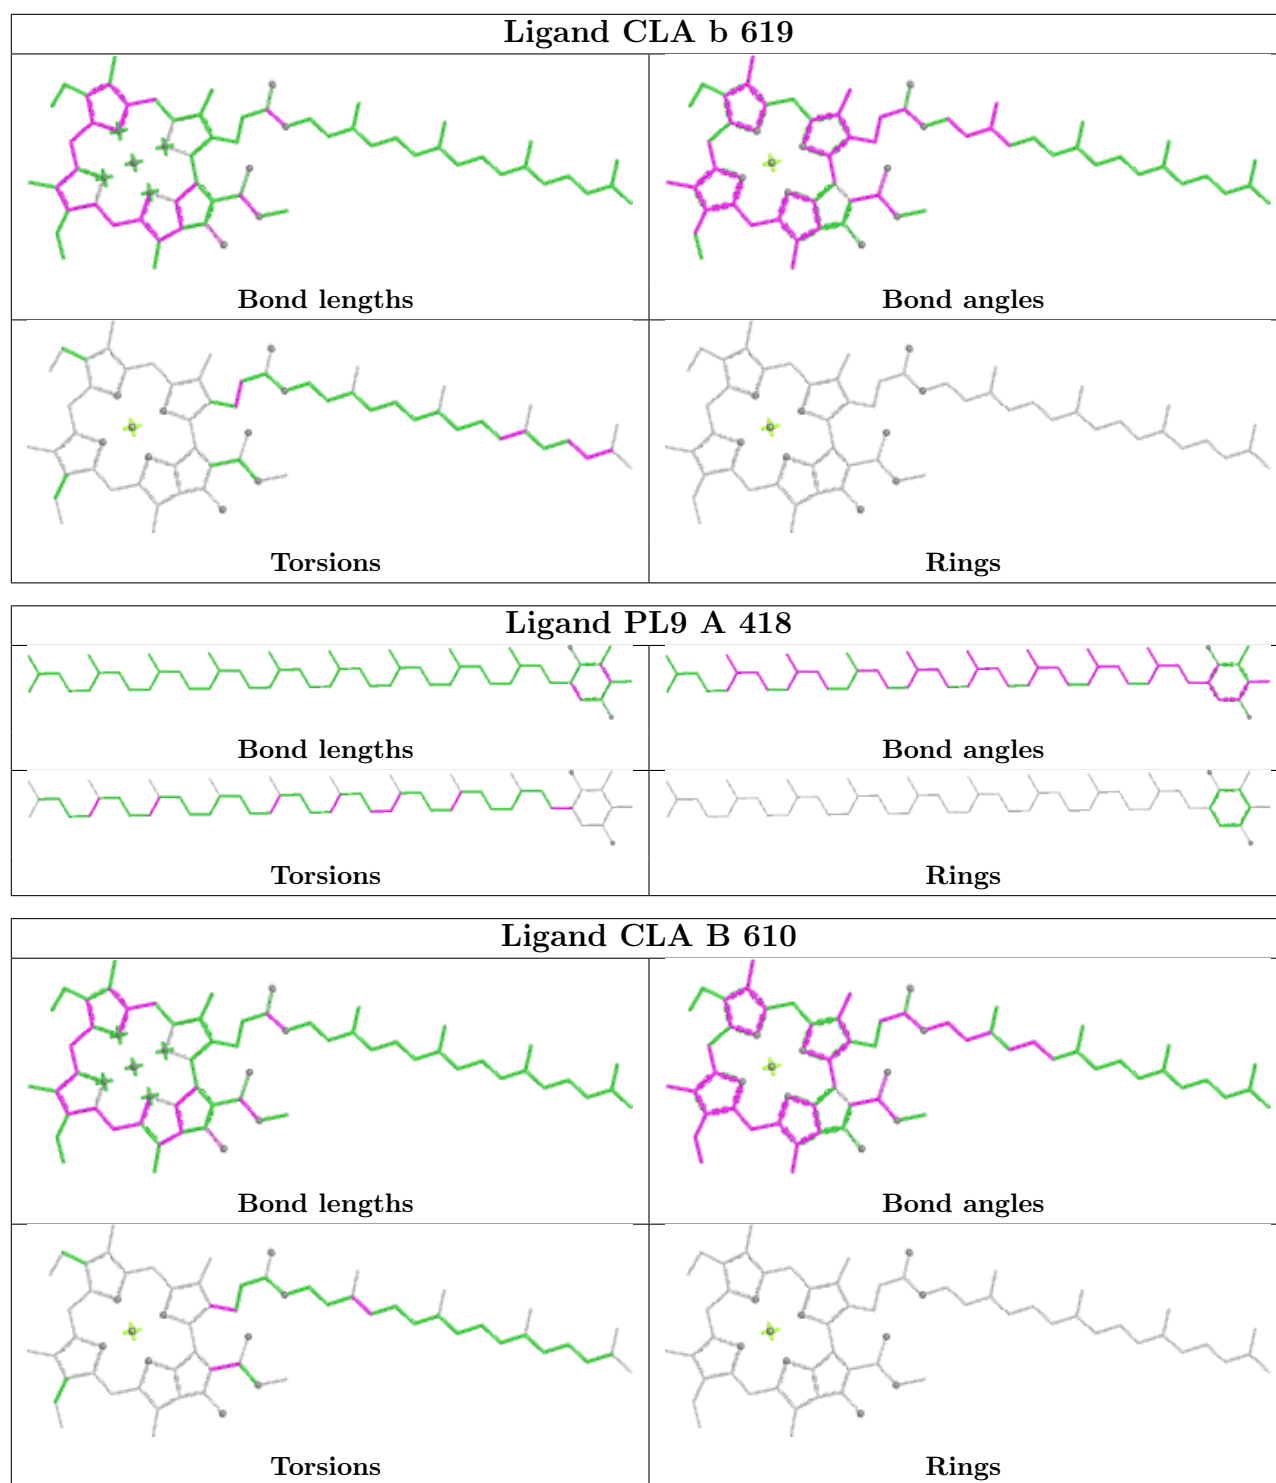 Ligand CLA b 619
Bond lengths
Bond angles
Torsions
Rings
Ligand PL9 A 418
Bond lengths
Bond angles
Torsions
Rings
Ligand CLA B 610
Bond lengths
Bond angles
Torsions
Rings